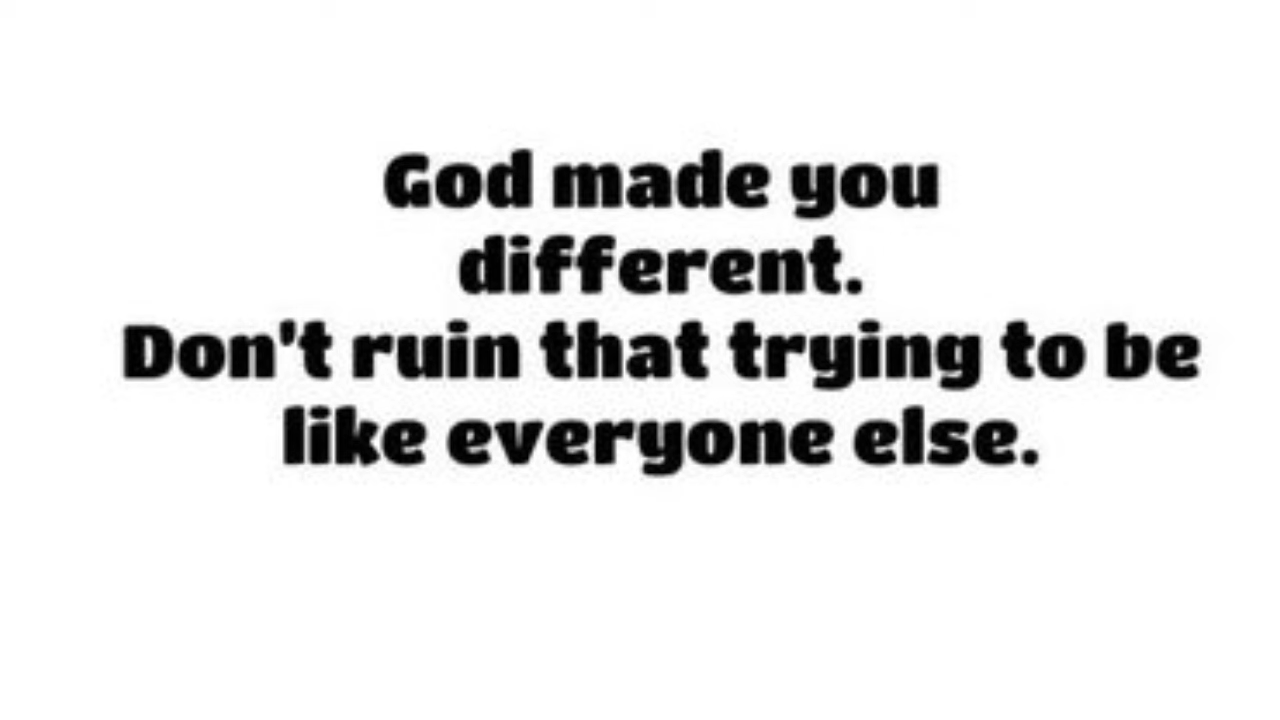 God made you
different.
Don't ruin that trying to be
like everyone else.